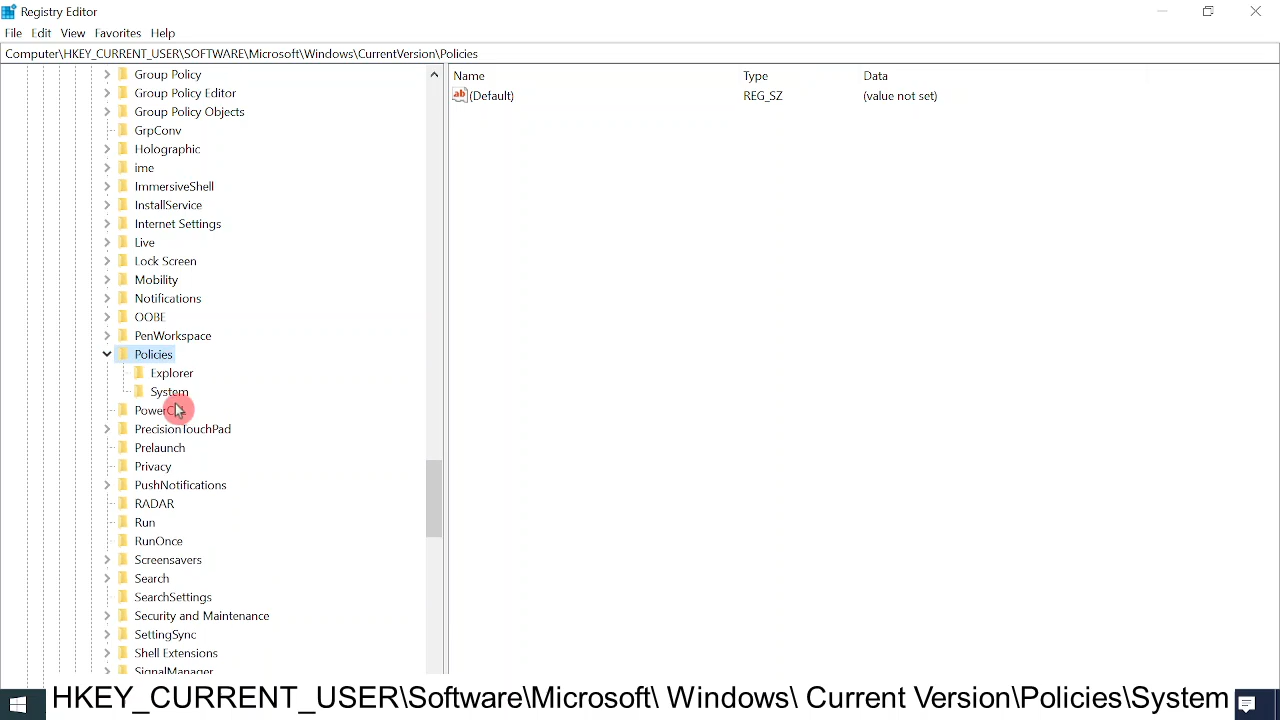 Registry Editor
File Edit View Favorites Help
Computer\HKEY_CURRENT_USER\SOFTWARE\Microsoft\Windows\CurrentVersion\Policies
Name Type Data
ab (Default) REG_SZ (value not set)
Group Policy
Group Policy Editor
Group Policy Objects
GrpConv
Holographic
ime
ImmersiveShell
InstallService
Internet Settings
Live
Lock Screen
Mobility
Notifications
OOBE
PenWorkspace
Policies
Explorer
System
PrecisionTouchPad
Prelaunch
Privacy
PushNotifications
RADAR
Run
RunOnce
Screensavers
Search
SearchSettings
Security and Maintenance
SettingSync
Shell Extensions
SignalManager
HKEY_CURRENT_USER\Software\Microsoft\ Windows\ Current Version\Policies\System